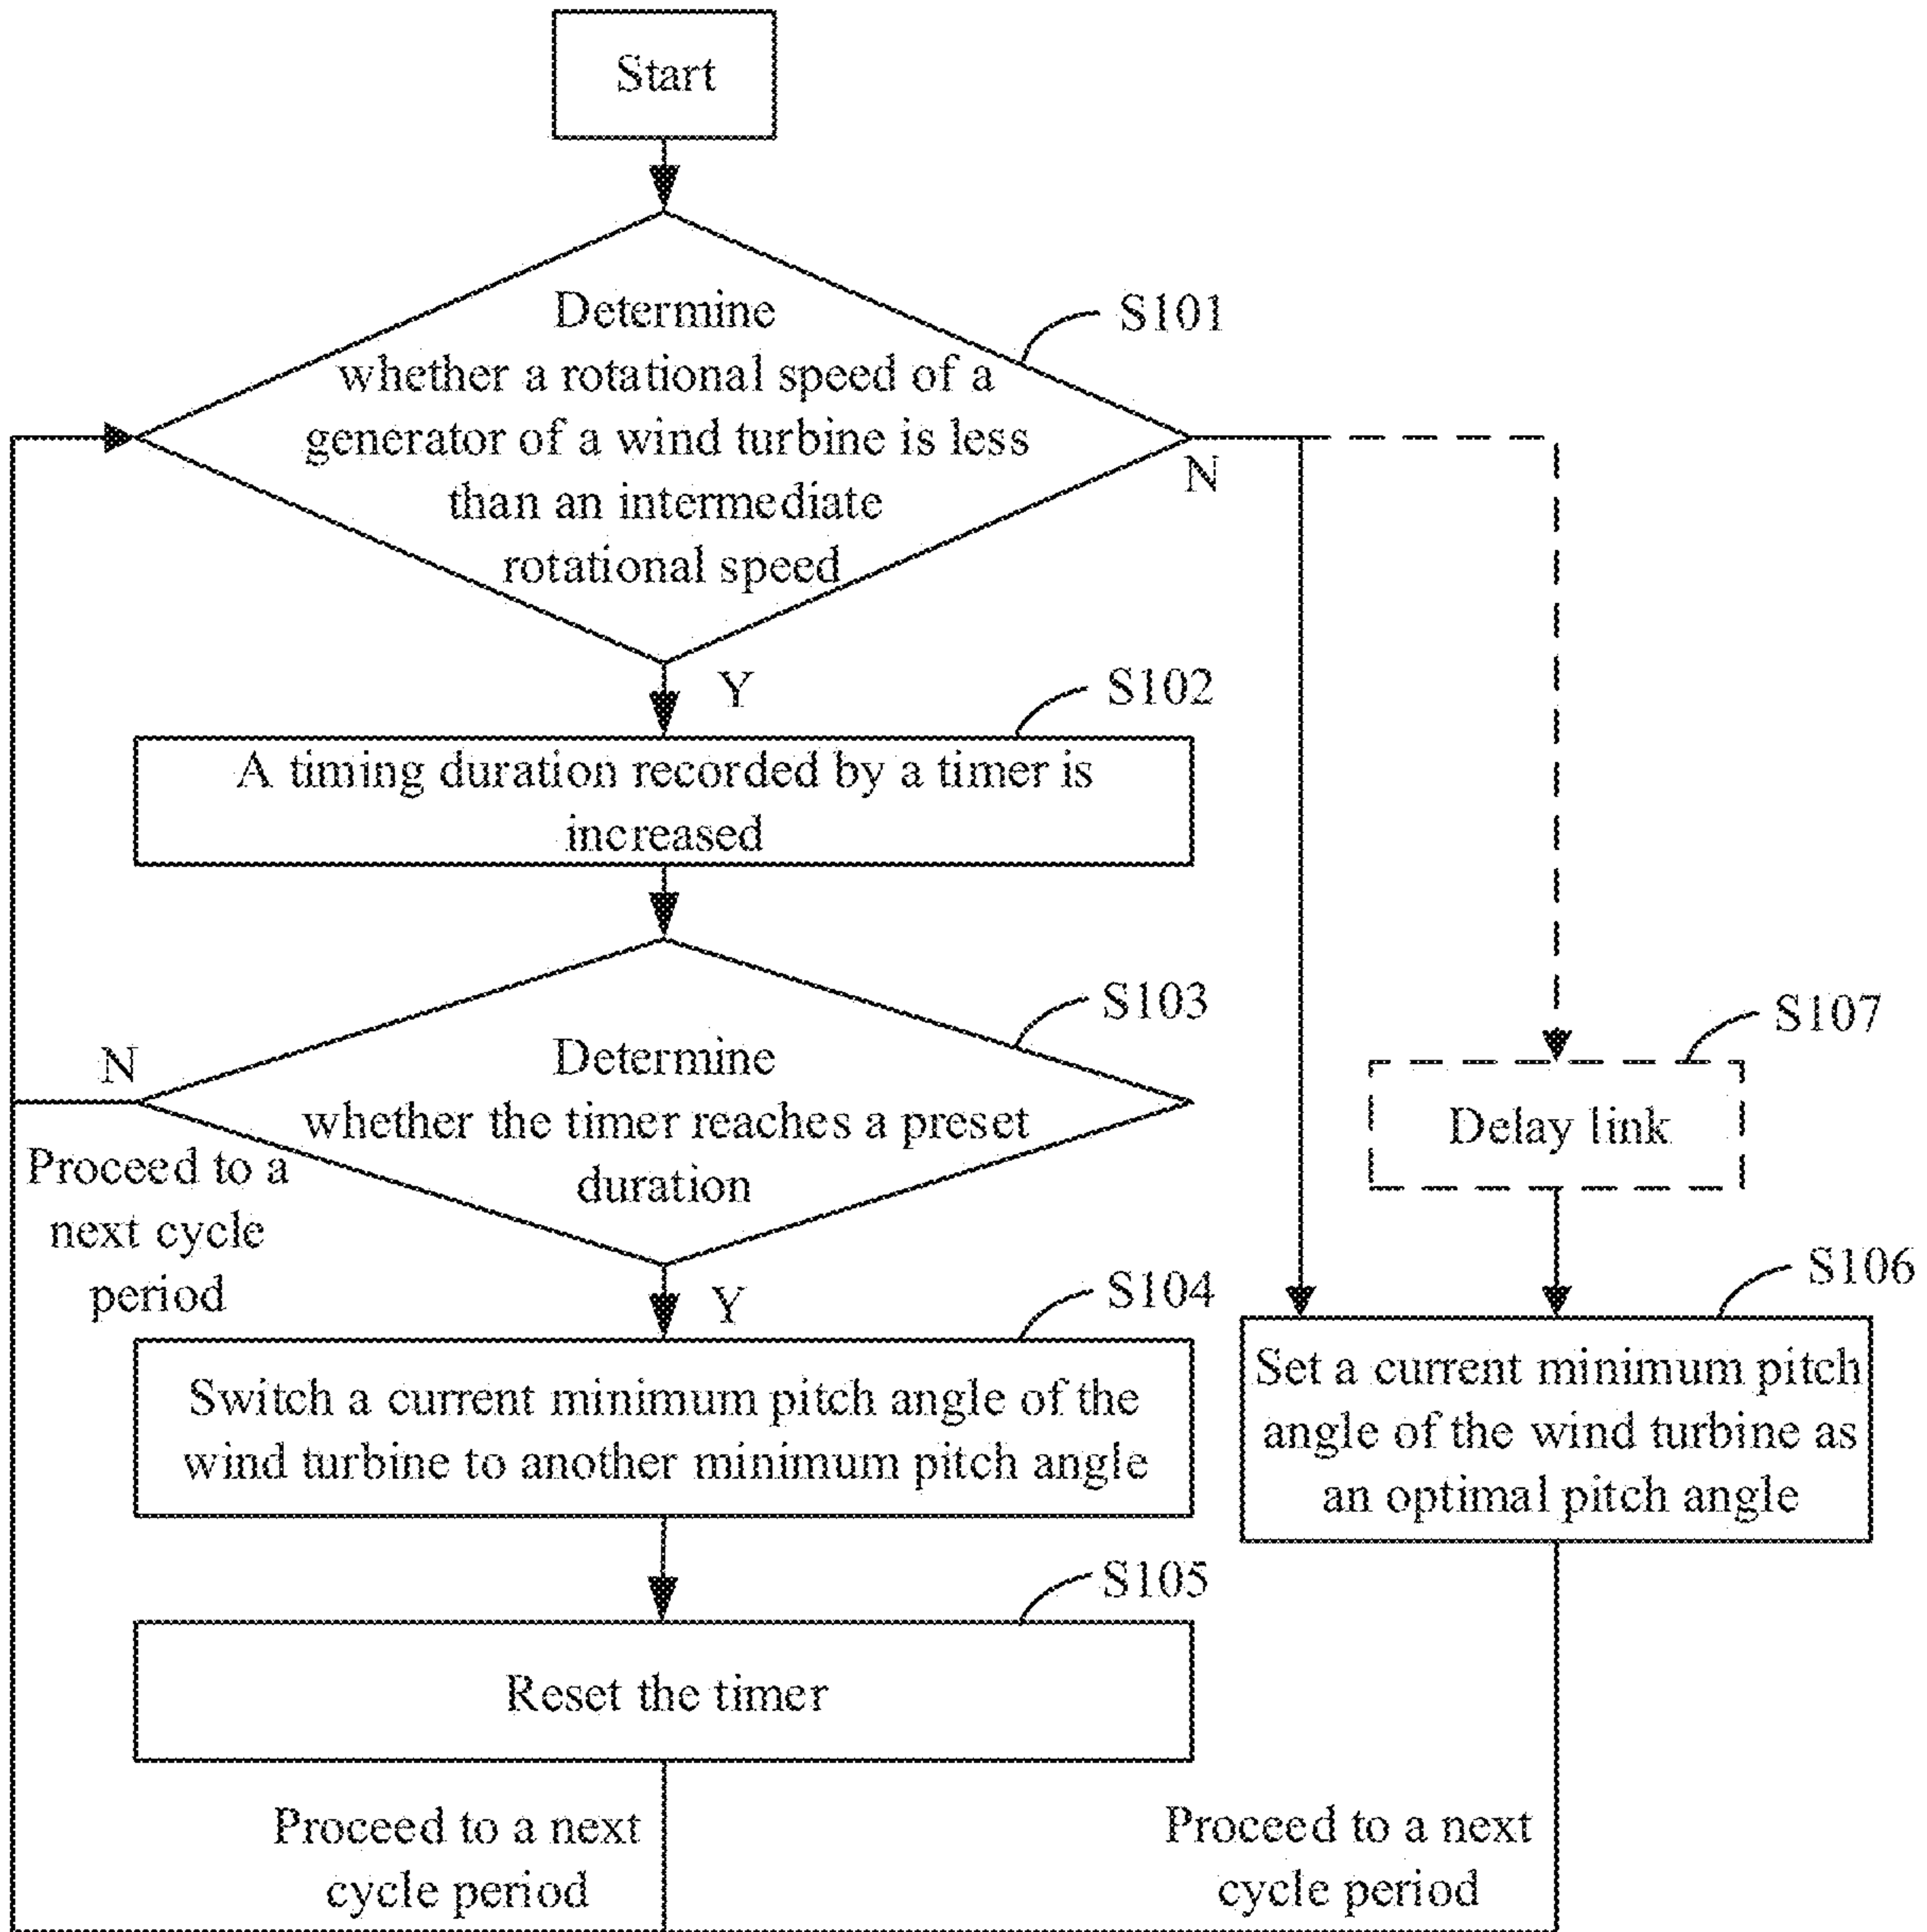 Start
Determine
whether a rotational speed of a
generator of a wind turbine is less
than an intermediate
rotational speed
S101
N
Y
S102
A timing duration recorded by a timer is
increased
S103
Determine
whether the timer reaches a preset
duration
N
Proceed to a
next cycle
period
S107
Delay link
Y
S104
Switch a current minimum pitch angle of the
wind turbine to another minimum pitch angle
S106
Set a current minimum pitch
angle of the wind turbine as
an optimal pitch angle
S105
Reset the timer
Proceed to a next
cycle period
Proceed to a next
cycle period